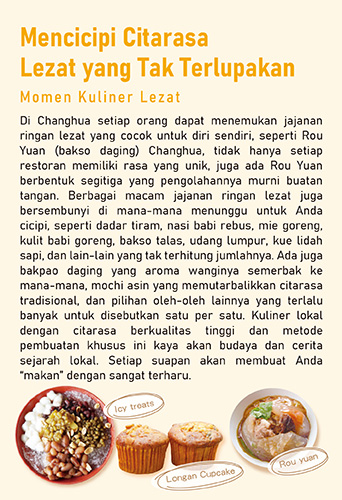 Mencicipi Citarasa
Lezat yang Tak Terlupakan
Momen Kuliner Lezat
Di Changhua setiap orang dapat menemukan jajanan
ringan lezat yang cocok untuk diri sendiri, seperti Rou
Yuan (bakso daging) Changhua, tidak hanya setiap
restoran memiliki rasa yang unik, juga ada Rou Yuan
berbentuk segitiga yang pengolahannya murni buatan
tangan. Berbagai macam jajanan ringan lezat juga
bersembunyi di mana-mana menunggu untuk Anda
cicipi, seperti dadar tiram, nasi babi rebus, mie goreng,
kulit babi goreng, bakso talas, udang lumpur, kue lidah
sapi, dan lain-lain yang tak terhitung jumlahnya. Ada juga
bakpao daging yang aroma wanginya semerbak ke
mana-mana, mochi asin yang memutarbalikkan citarasa
tradisional, dan pilihan oleh-oleh lainnya yang terlalu
banyak untuk disebutkan satu per satu. Kuliner lokal
dengan citarasa berkualitas tinggi dan metode
pembuatan khusus ini kaya akan budaya dan cerita
sejarah lokal. Setiap suapan akan membuat Anda
“makan” dengan sangat terharu.
Icy treats
Longan Cupcake
Rou yuan